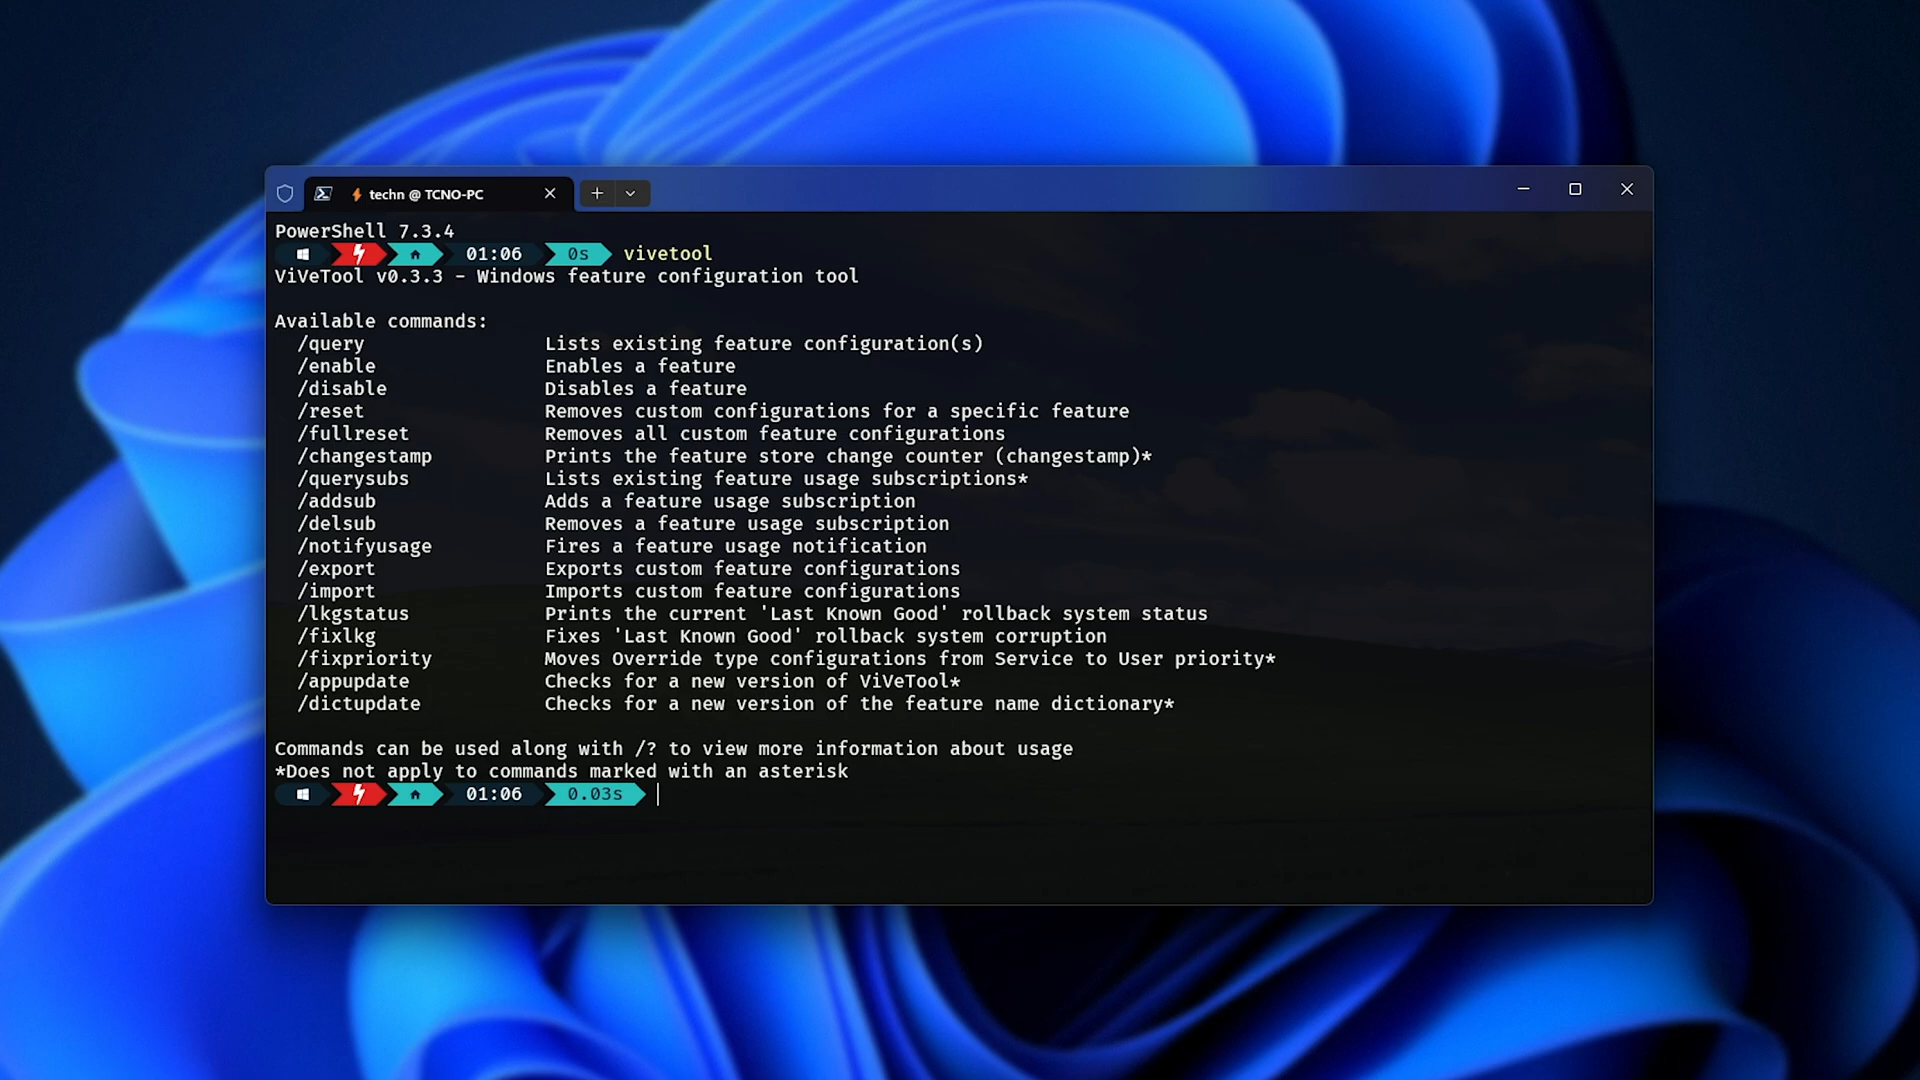 techn @ TCNO-PC
PowerShell 7.3.4
01:06 0s vivetool
ViVeTool v0.3.3 - Windows feature configuration tool
Available commands:
/query Lists existing feature configuration(s)
/enable Enables a feature
/disable Disables a feature
/reset Removes custom configurations for a specific feature
/fullreset Removes all custom feature configurations
/changestamp Prints the feature store change counter (changestamp)*
/querysubs Lists existing feature usage subscriptions*
/addsub Adds a feature usage subscription
/delsub Removes a feature usage subscription
/notifyusage Fires a feature usage notification
/export Exports custom feature configurations
/import Imports custom feature configurations
/lkgstatus Prints the current 'Last Known Good' rollback system status
/fixlkg Fixes 'Last Known Good' rollback system corruption
/fixpriority Moves Override type configurations from Service to User priority*
/appupdate Checks for a new version of ViVeTool*
/dictupdate Checks for a new version of the feature name dictionary*
Commands can be used along with /? to view more information about usage
*Does not apply to commands marked with an asterisk
01:06 0.03s